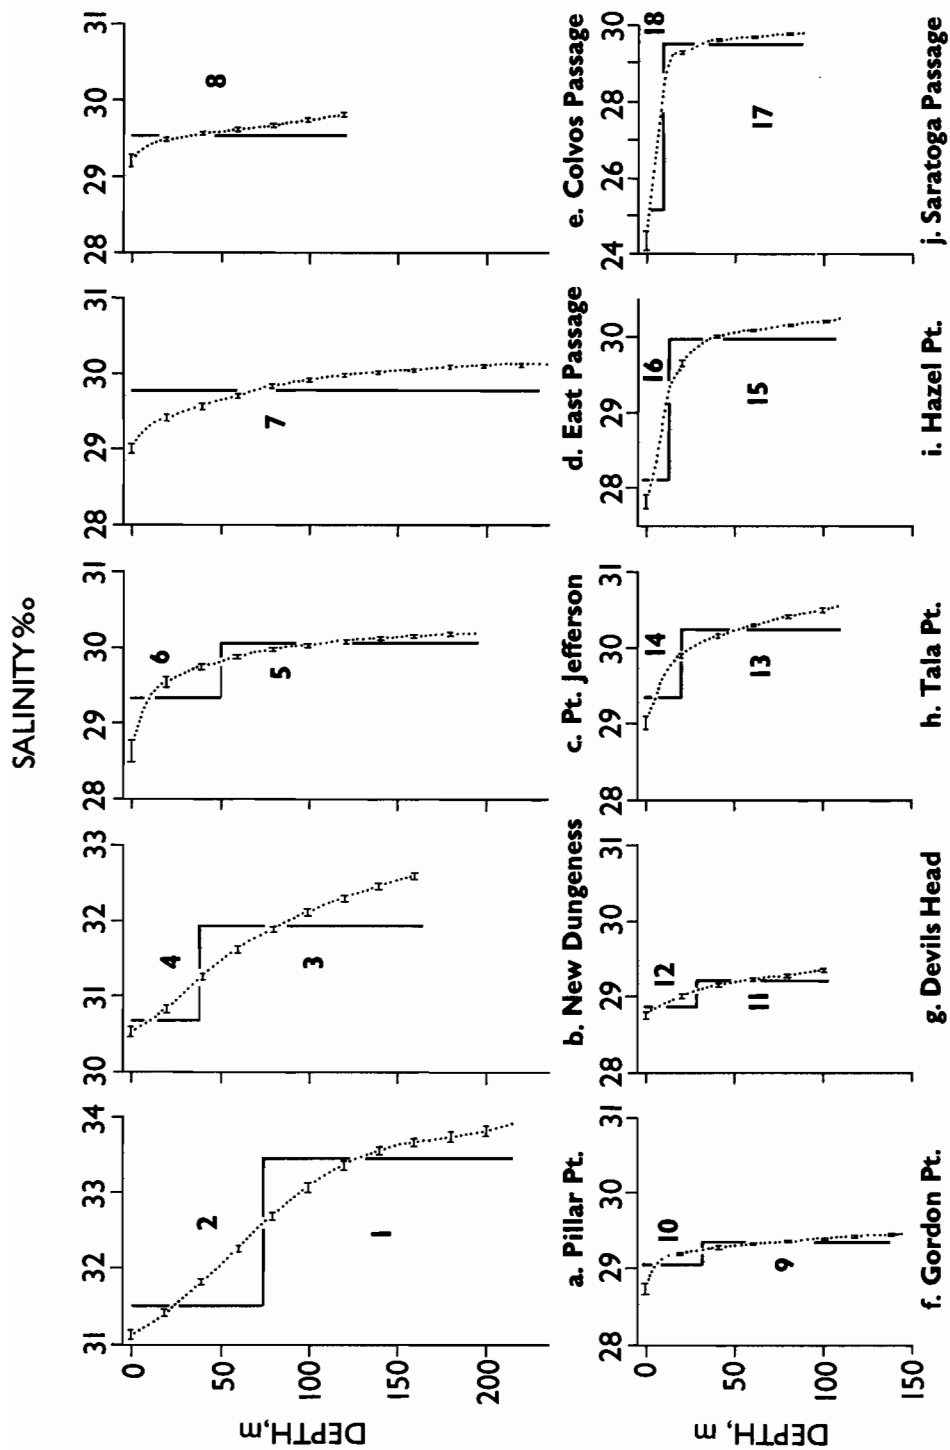 SALINITY‰
31 32 33 34
30 31 32 33
28 29 30 31
28 29 30 31
28 29 30 31
DEPTH,m
0
50
100
150
200
2
1
4
3
6
5
7
8
a. Pillar Pt.
b. New Dungeness
c. Pt. Jefferson
d. East Passage
e. Colvos Passage
28 29 30 31
28 29 30 31
28 29 30 31
28 29 30
24 26 28 30
DEPTH, m
0
50
100
150
10
9
12
11
14
13
16
15
18
17
f. Gordon Pt.
g. Devils Head
h. Tala Pt.
i. Hazel Pt.
j. Saratoga Passage